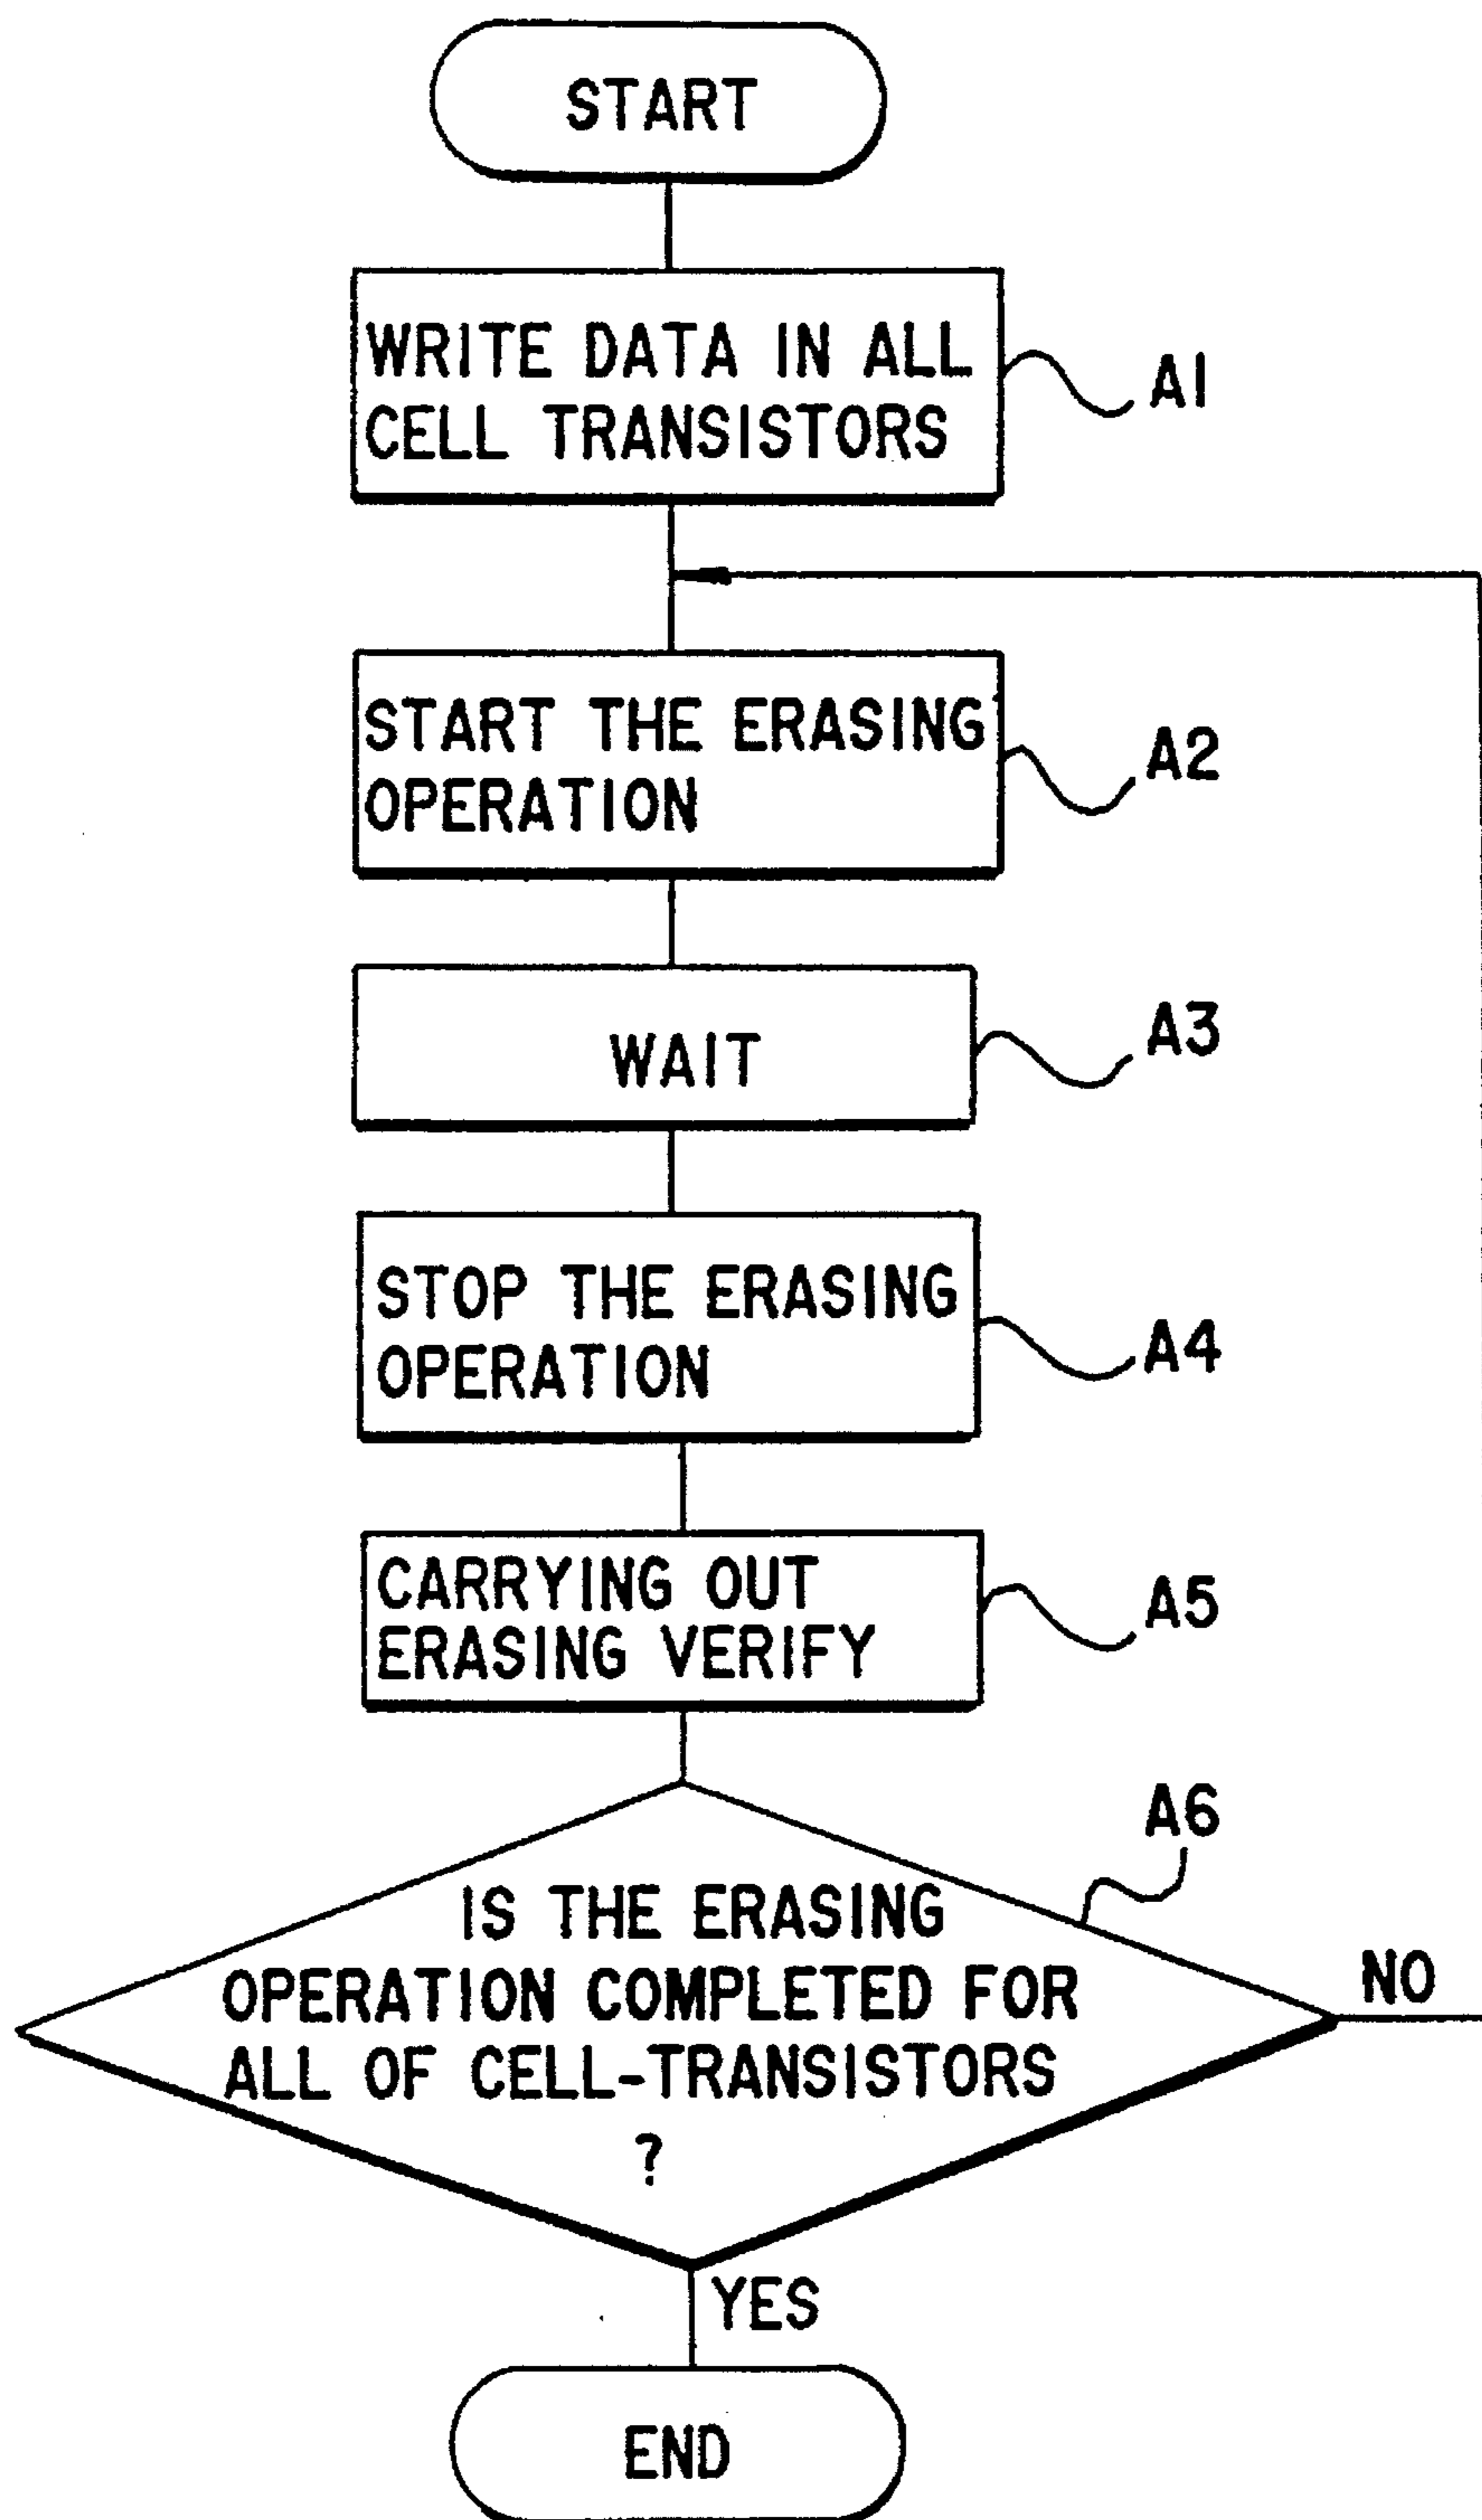 START
WRITE DATA IN ALL
CELL TRANSISTORS
A1
START THE ERASING
OPERATION
A2
WAIT
A3
STOP THE ERASING
OPERATION
A4
CARRYING OUT
ERASING VERIFY
A5
A6
IS THE ERASING
OPERATION COMPLETED FOR
ALL OF CELL-TRANSISTORS
?
NO
YES
END